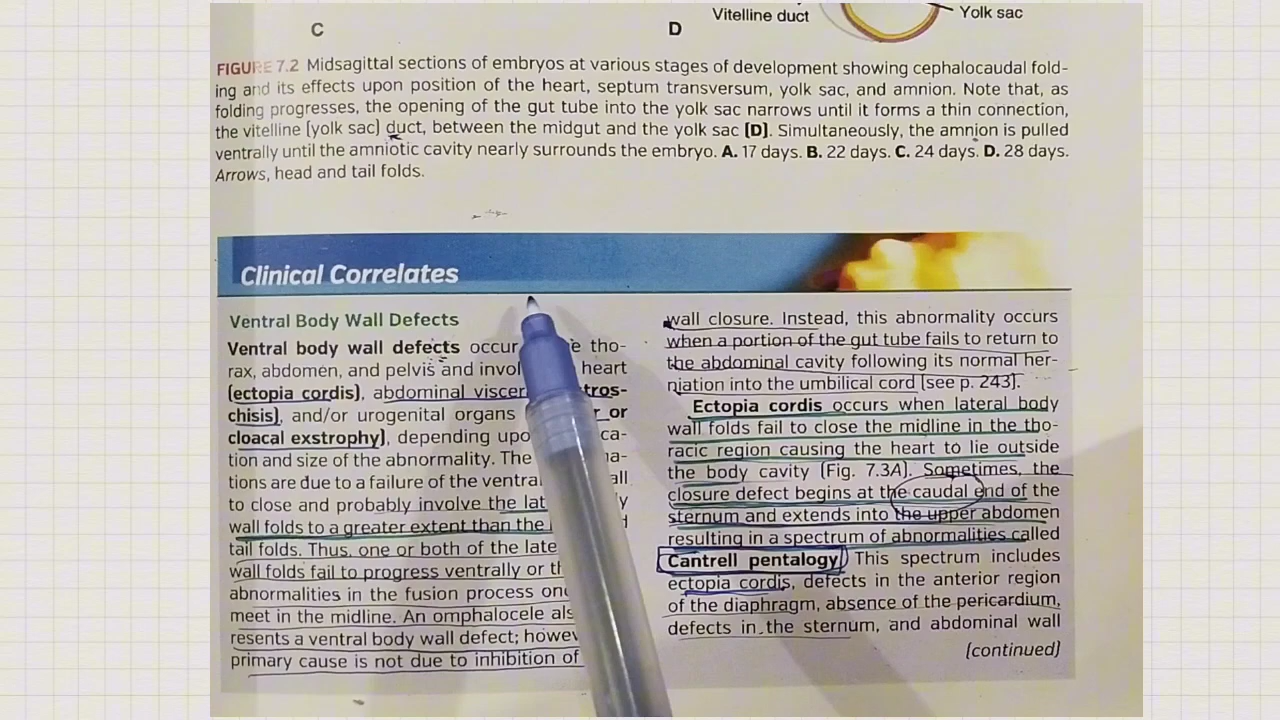 Vitelline duct
Yolk sac
C
D
FIGURE 7.2 Midsagittal sections of embryos at various stages of development showing cephalocaudal fold-
ing and its effects upon position of the heart, septum transversum, yolk sac, and amnion. Note that, as
folding progresses, the opening of the gut tube into the yolk sac narrows until it forms a thin connection,
the vitelline (yolk sac) duct, between the midgut and the yolk sac (D). Simultaneously, the amnion is pulled
ventrally until the amniotic cavity nearly surrounds the embryo. A. 17 days. B. 22 days. C. 24 days. D. 28 days.
Arrows, head and tail folds.
Clinical Correlates
Ventral Body Wall Defects
Ventral body wall defects occur tho-
rax, abdomen, and pelvis and heart
(ectopia cordis), abdominal
chisis), and/or urogenital organs or
cloacal exstrophy), depending
tion and size of the abnormality. The
tions are due to a failure of the
to close and probably involve the
wall folds to a greater extent than the
tail folds. Thus, one or both of the
wall folds fail to progress ventrally or
abnormalities in the fusion process
meet in the midline. An omphalocele
resents a ventral body wall defect;
primary cause is not due to inhibition of
wall closure. Instead, this abnormality occurs
when a portion of the gut tube fails to return to
the abdominal cavity following its normal her-
niation into the umbilical cord (see p. 243).
Ectopia cordis occurs when lateral body
wall folds fail to close the midline in the tho-
racic region causing the heart to lie outside
the body cavity (Fig. 7.3A). Sometimes, the
closure defect begins at the caudal end of the
sternum and extends into the upper abdomen
resulting in a spectrum of abnormalities called
Cantrell pentalogy. This spectrum includes
ectopia cordis, defects in the anterior region
of the diaphragm, absence of the pericardium,
defects in the sternum, and abdominal wall
(continued)